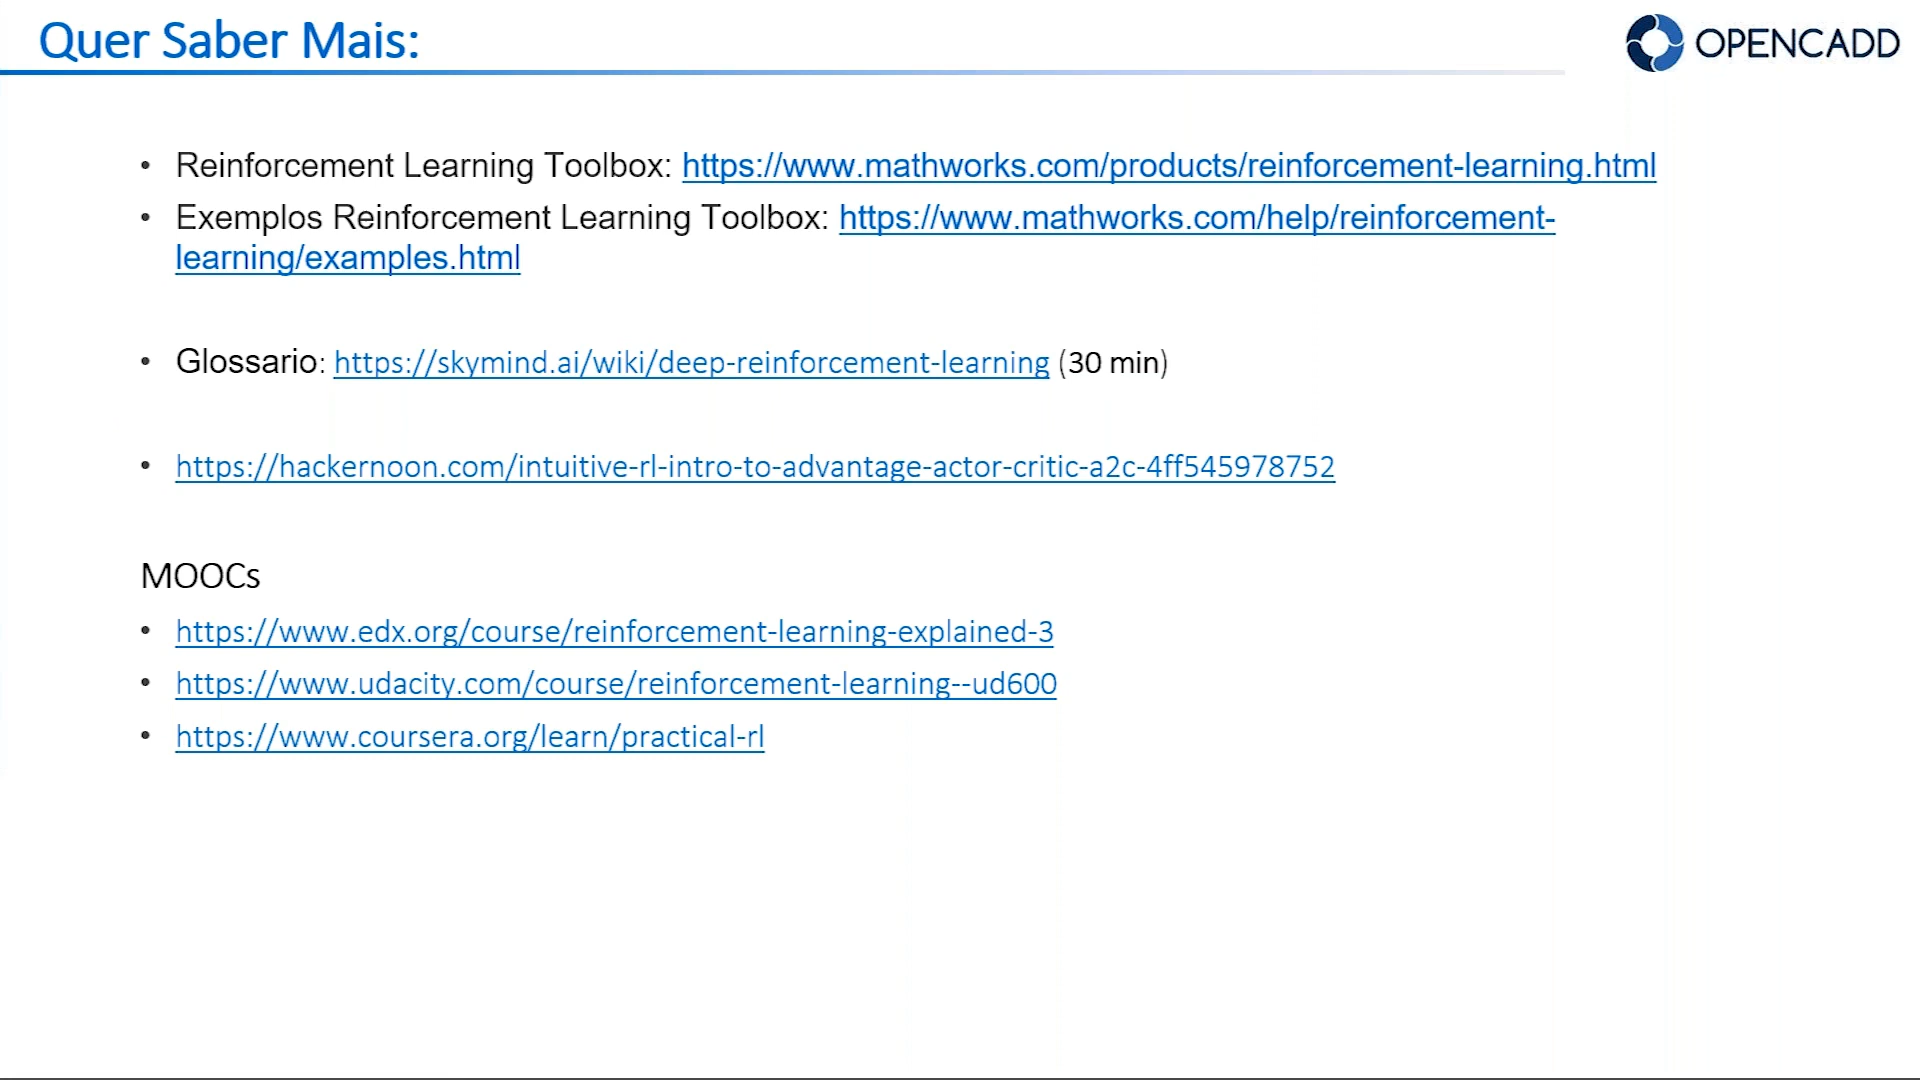 Quer Saber Mais:
OPENCADD
• Reinforcement Learning Toolbox: https://www.mathworks.com/products/reinforcement-learning.html
• Exemplos Reinforcement Learning Toolbox: https://www.mathworks.com/help/reinforcement-
learning/examples.html
• Glossario: https://skymind.ai/wiki/deep-reinforcement-learning (30 min)
• https://hackernoon.com/intuitive-rl-intro-to-advantage-actor-critic-a2c-4ff545978752
MOOCs
• https://www.edx.org/course/reinforcement-learning-explained-3
• https://www.udacity.com/course/reinforcement-learning--ud600
• https://www.coursera.org/learn/practical-rl